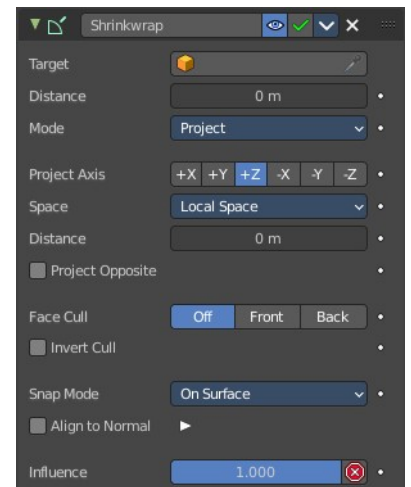 Shrinkwrap
Target
Distance 0 m
Mode Project
Project Axis +X +Y +Z -X -Y -Z
Space Local Space
Distance 0 m
Project Opposite
Face Cull Off Front Back
Invert Cull
Snap Mode On Surface
Align to Normal
Influence 1.000